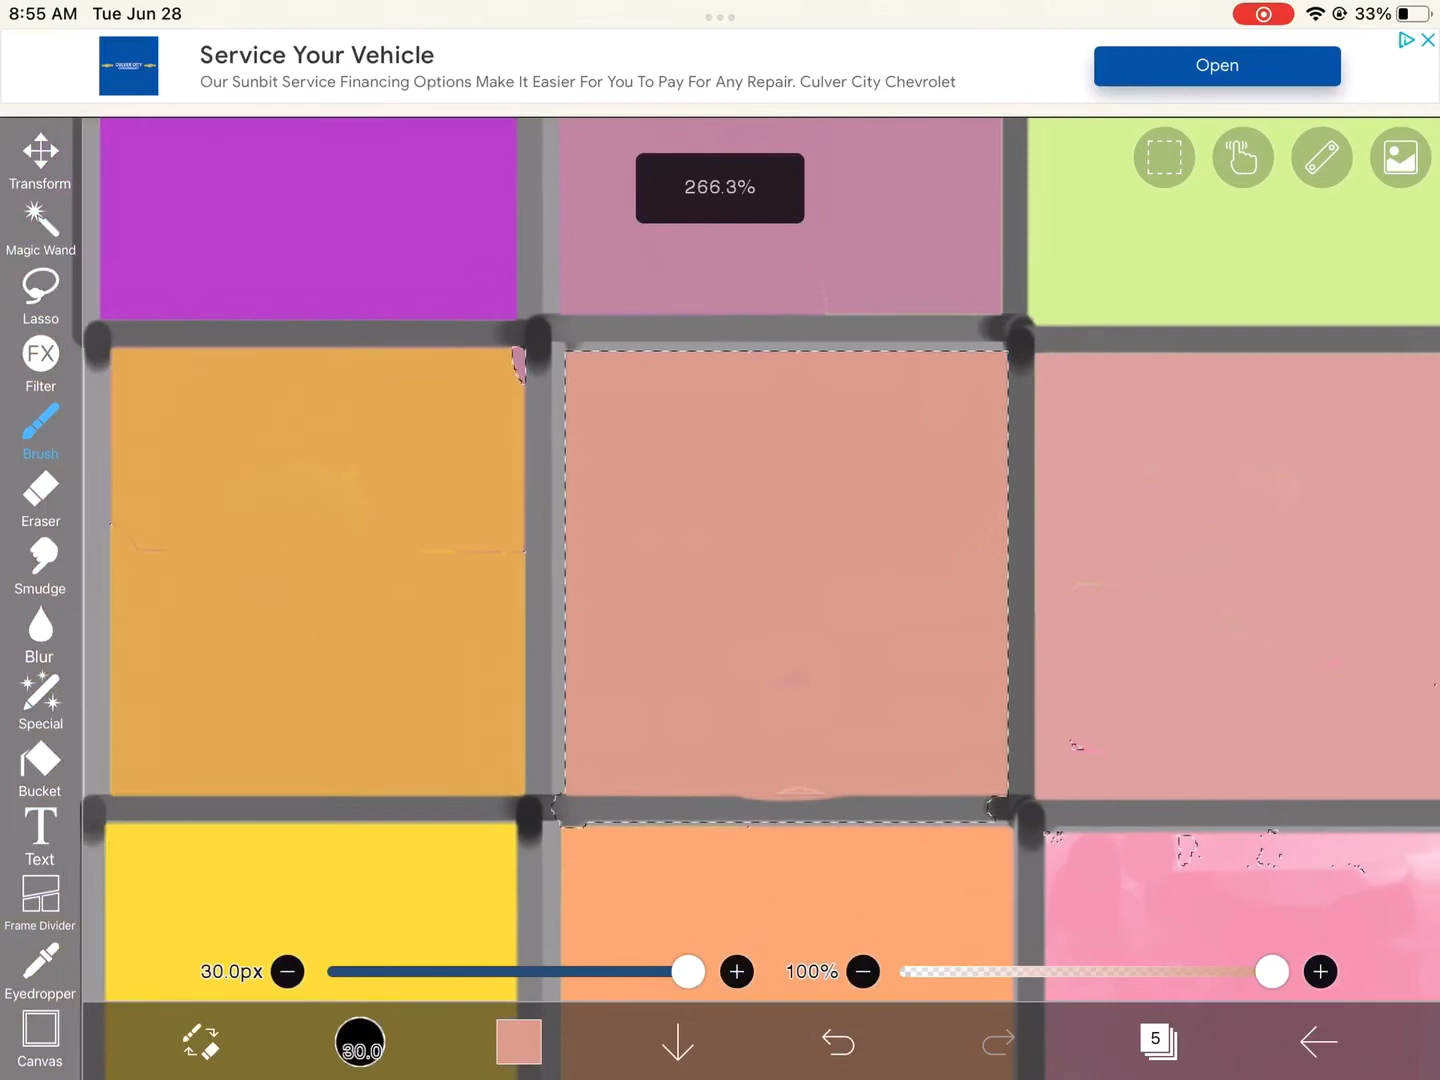 8:55 AM Tue Jun 28
33%
Service Your Vehicle
Our Sunbit Service Financing Options Make It Easier For You To Pay For Any Repair. Culver City Chevrolet
Open
CULVER CITY
266.3%
Transform
Magic Wand
Lasso
FX
Filter
Brush
Eraser
Smudge
Blur
Special
Bucket
T
Text
Frame Divider
Eyedropper
Canvas
30.0px
100%
30.0
5